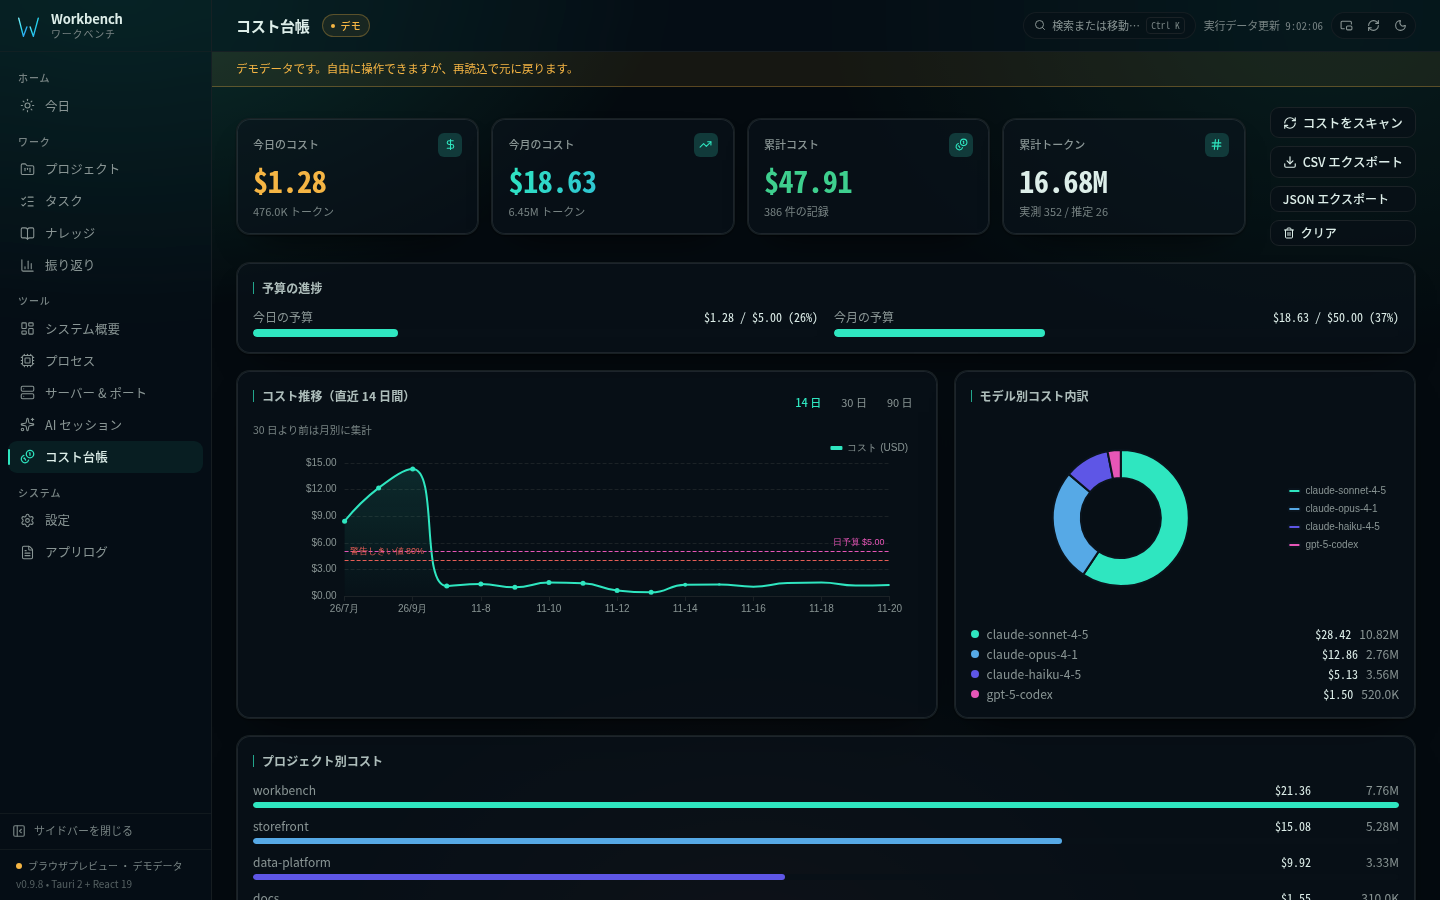 Workbench
ワークベンチ
ホーム
今日
ワーク
プロジェクト
タスク
ナレッジ
振り返り
ツール
システム概要
プロセス
サーバー & ポート
AI セッション
コスト台帳
システム
設定
アプリログ
サイドバーを閉じる
ブラウザプレビュー • デモデータ
v0.9.8 • Tauri 2 + React 19
コスト台帳
デモ
検索または移動… Ctrl K
実行データ更新 9:02:06
デモデータです。自由に操作できますが、再読込で元に戻ります。
今日のコスト
$1.28
476.0K トークン
今月のコスト
$18.63
6.45M トークン
累計コスト
$47.91
386 件の記録
累計トークン
16.68M
実測 352 / 推定 26
コストをスキャン
CSV エクスポート
JSON エクスポート
クリア
予算の進捗
今日の予算 $1.28 / $5.00 (26%)
今月の予算 $18.63 / $50.00 (37%)
コスト推移（直近 14 日間）
14 日 30 日 90 日
30 日より前は月別に集計
コスト (USD)
$15.00
$12.00
$9.00
$6.00
$3.00
$0.00
日予算 $5.00
警告しきい値 80%
26/7月 26/9月 11-8 11-10 11-12 11-14 11-16 11-18 11-20
モデル別コスト内訳
claude-sonnet-4-5
claude-opus-4-1
claude-haiku-4-5
gpt-5-codex
claude-sonnet-4-5 $28.42 10.82M
claude-opus-4-1 $12.86 2.76M
claude-haiku-4-5 $5.13 3.56M
gpt-5-codex $1.50 520.0K
プロジェクト別コスト
workbench $21.36 7.76M
storefront $15.08 5.28M
data-platform $9.92 3.33M
docs $1.55 310.0K